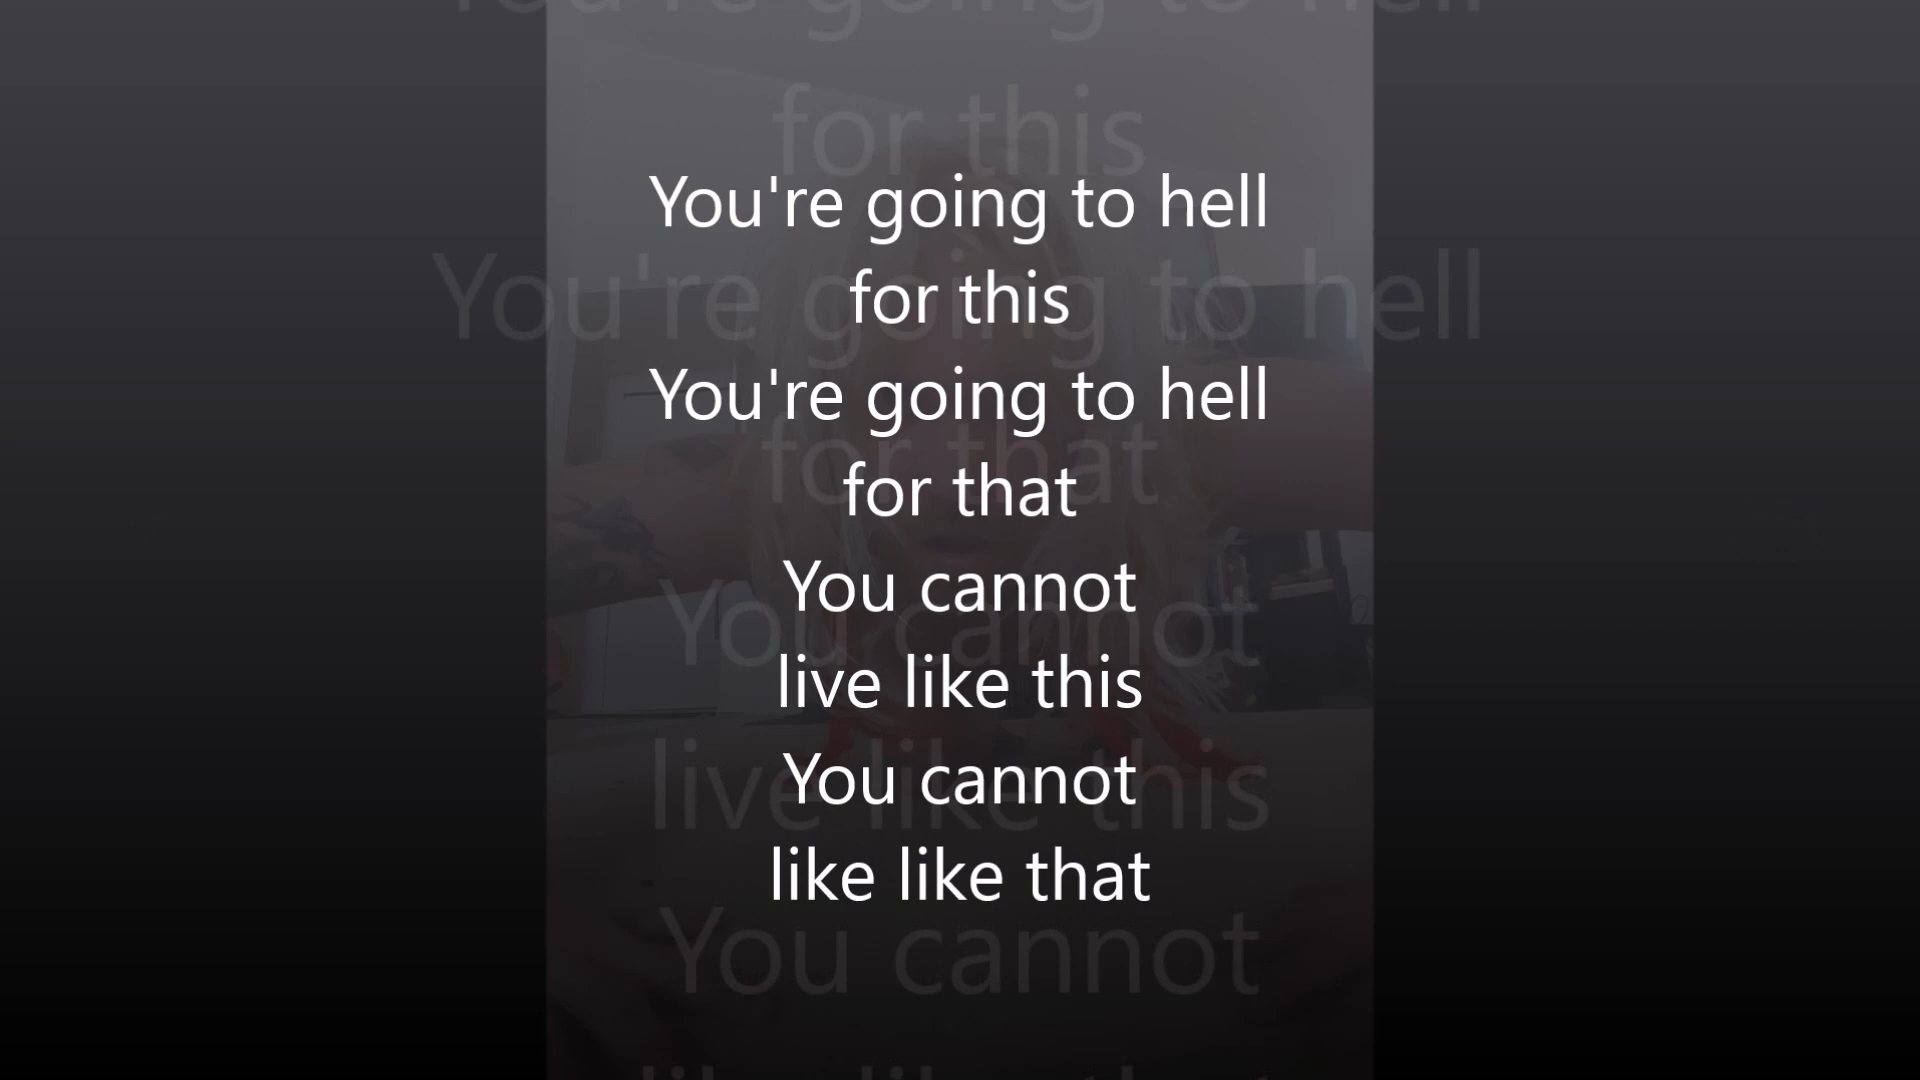 You're going to hell
for this
You're going to hell
for that
You cannot
live like this
You cannot
like like that